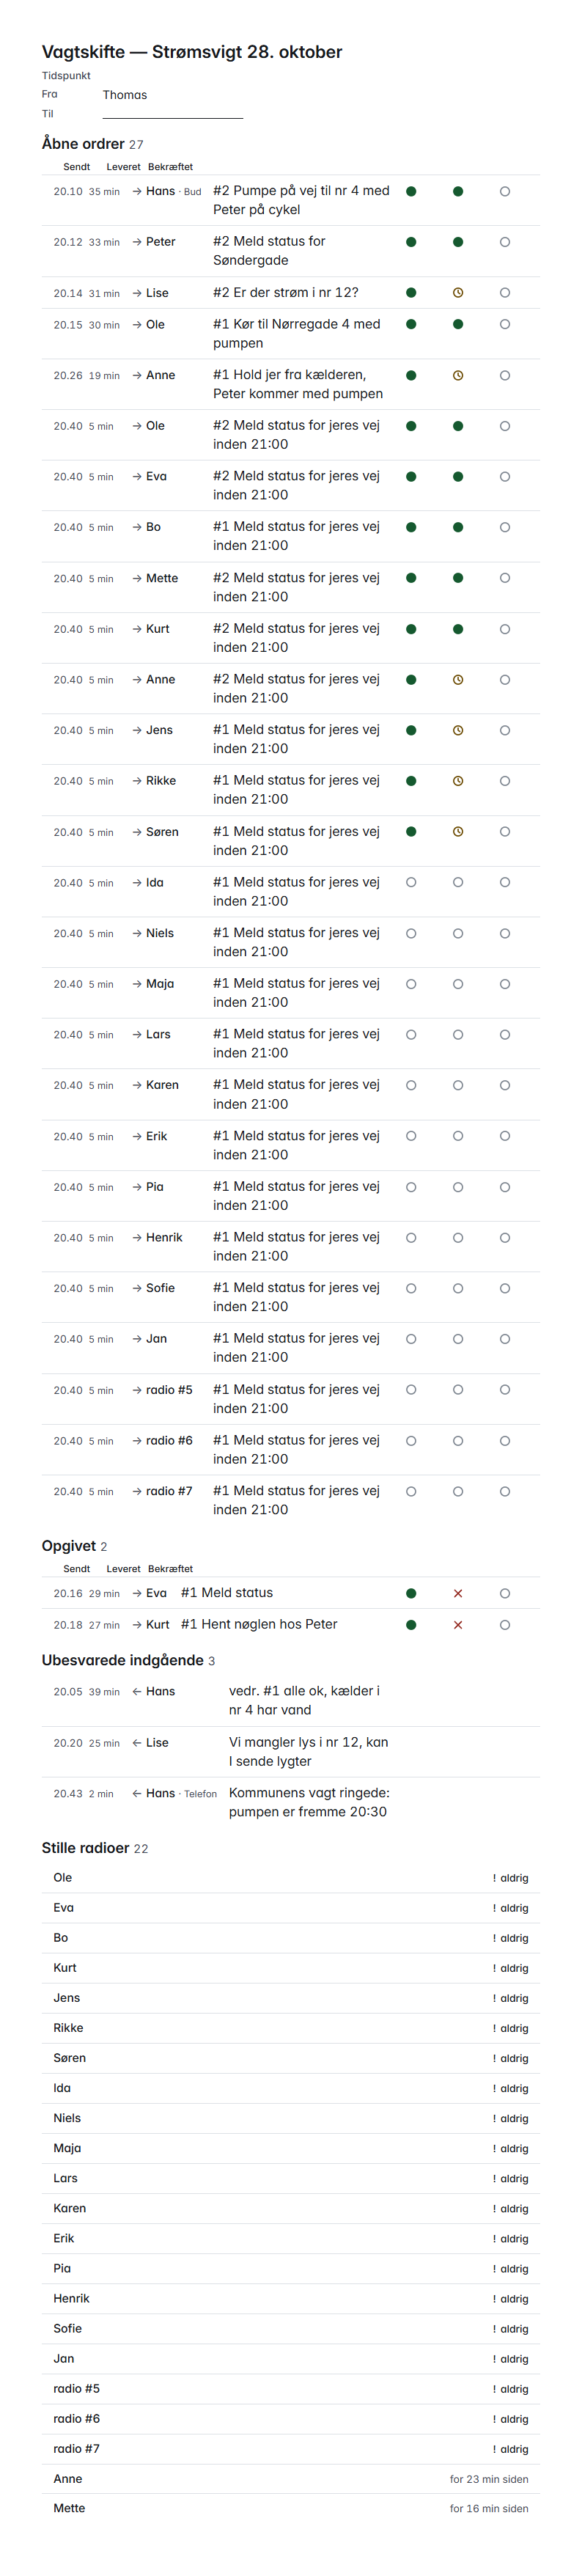 Vagtskifte — Strømsvigt 28. oktober
Tidspunkt
Fra Thomas
Til
Åbne ordrer 27
Sendt Leveret Bekræftet
20.10 35 min → Hans · Bud #2 Pumpe på vej til nr 4 med
Peter på cykel
20.12 33 min → Peter #2 Meld status for
Søndergade
20.14 31 min → Lise #2 Er der strøm i nr 12?
20.15 30 min → Ole #1 Kør til Nørregade 4 med
pumpen
20.26 19 min → Anne #1 Hold jer fra kælderen,
Peter kommer med pumpen
20.40 5 min → Ole #2 Meld status for jeres vej
inden 21:00
20.40 5 min → Eva #2 Meld status for jeres vej
inden 21:00
20.40 5 min → Bo #1 Meld status for jeres vej
inden 21:00
20.40 5 min → Mette #2 Meld status for jeres vej
inden 21:00
20.40 5 min → Kurt #2 Meld status for jeres vej
inden 21:00
20.40 5 min → Anne #2 Meld status for jeres vej
inden 21:00
20.40 5 min → Jens #1 Meld status for jeres vej
inden 21:00
20.40 5 min → Rikke #1 Meld status for jeres vej
inden 21:00
20.40 5 min → Søren #1 Meld status for jeres vej
inden 21:00
20.40 5 min → Ida #1 Meld status for jeres vej
inden 21:00
20.40 5 min → Niels #1 Meld status for jeres vej
inden 21:00
20.40 5 min → Maja #1 Meld status for jeres vej
inden 21:00
20.40 5 min → Lars #1 Meld status for jeres vej
inden 21:00
20.40 5 min → Karen #1 Meld status for jeres vej
inden 21:00
20.40 5 min → Erik #1 Meld status for jeres vej
inden 21:00
20.40 5 min → Pia #1 Meld status for jeres vej
inden 21:00
20.40 5 min → Henrik #1 Meld status for jeres vej
inden 21:00
20.40 5 min → Sofie #1 Meld status for jeres vej
inden 21:00
20.40 5 min → Jan #1 Meld status for jeres vej
inden 21:00
20.40 5 min → radio #5 #1 Meld status for jeres vej
inden 21:00
20.40 5 min → radio #6 #1 Meld status for jeres vej
inden 21:00
20.40 5 min → radio #7 #1 Meld status for jeres vej
inden 21:00
Opgivet 2
Sendt Leveret Bekræftet
20.16 29 min → Eva #1 Meld status
20.18 27 min → Kurt #1 Hent nøglen hos Peter
Ubesvarede indgående 3
20.05 39 min ← Hans vedr. #1 alle ok, kælder i
nr 4 har vand
20.20 25 min ← Lise Vi mangler lys i nr 12, kan
I sende lygter
20.43 2 min ← Hans · Telefon Kommunens vagt ringede:
pumpen er fremme 20:30
Stille radioer 22
Ole ! aldrig
Eva ! aldrig
Bo ! aldrig
Kurt ! aldrig
Jens ! aldrig
Rikke ! aldrig
Søren ! aldrig
Ida ! aldrig
Niels ! aldrig
Maja ! aldrig
Lars ! aldrig
Karen ! aldrig
Erik ! aldrig
Pia ! aldrig
Henrik ! aldrig
Sofie ! aldrig
Jan ! aldrig
radio #5 ! aldrig
radio #6 ! aldrig
radio #7 ! aldrig
Anne for 23 min siden
Mette for 16 min siden